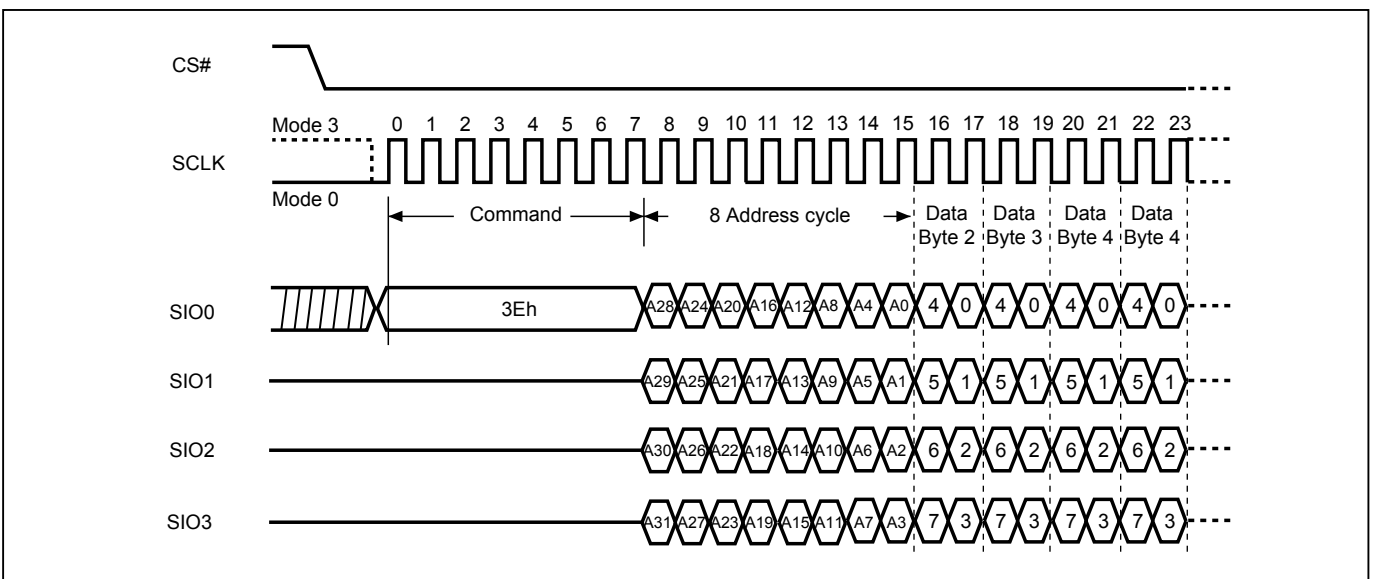 CS#
Mode 3 0 1 2 3 4 5 6 7 8 9 10 11 12 13 14 15 16 17 18 19 20 21 22 23
SCLK
Mode 0
Command 8 Address cycle Data Data Data Data
Byte 2 Byte 3 Byte 4 Byte 4
SIO0 3Eh A28 A24 A20 A16 A12 A8 A4 A0 4 0 4 0 4 0 4 0
SIO1 A29 A25 A21 A17 A13 A9 A5 A1 5 1 5 1 5 1 5 1
SIO2 A30 A26 A22 A18 A14 A10 A6 A2 6 2 6 2 6 2 6 2
SIO3 A31 A27 A23 A19 A15 A11 A7 A3 7 3 7 3 7 3 7 3